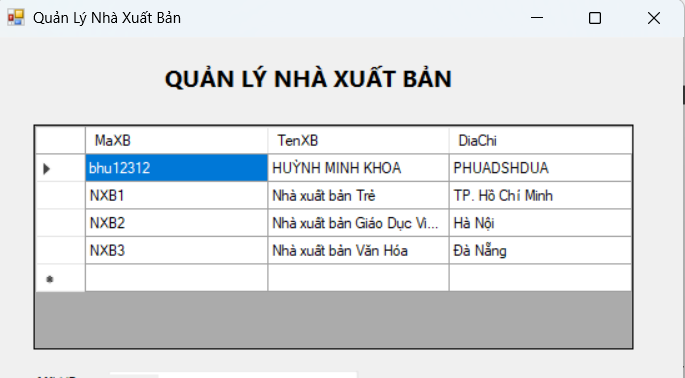 Quản Lý Nhà Xuất Bản
QUẢN LÝ NHÀ XUẤT BẢN
MaXB TenXB DiaChi
bhu12312 HUỲNH MINH KHOA PHUADSHDUA
NXB1 Nhà xuất bản Trẻ TP. Hồ Chí Minh
NXB2 Nhà xuất bản Giáo Dục Vi... Hà Nội
NXB3 Nhà xuất bản Văn Hóa Đà Nẵng